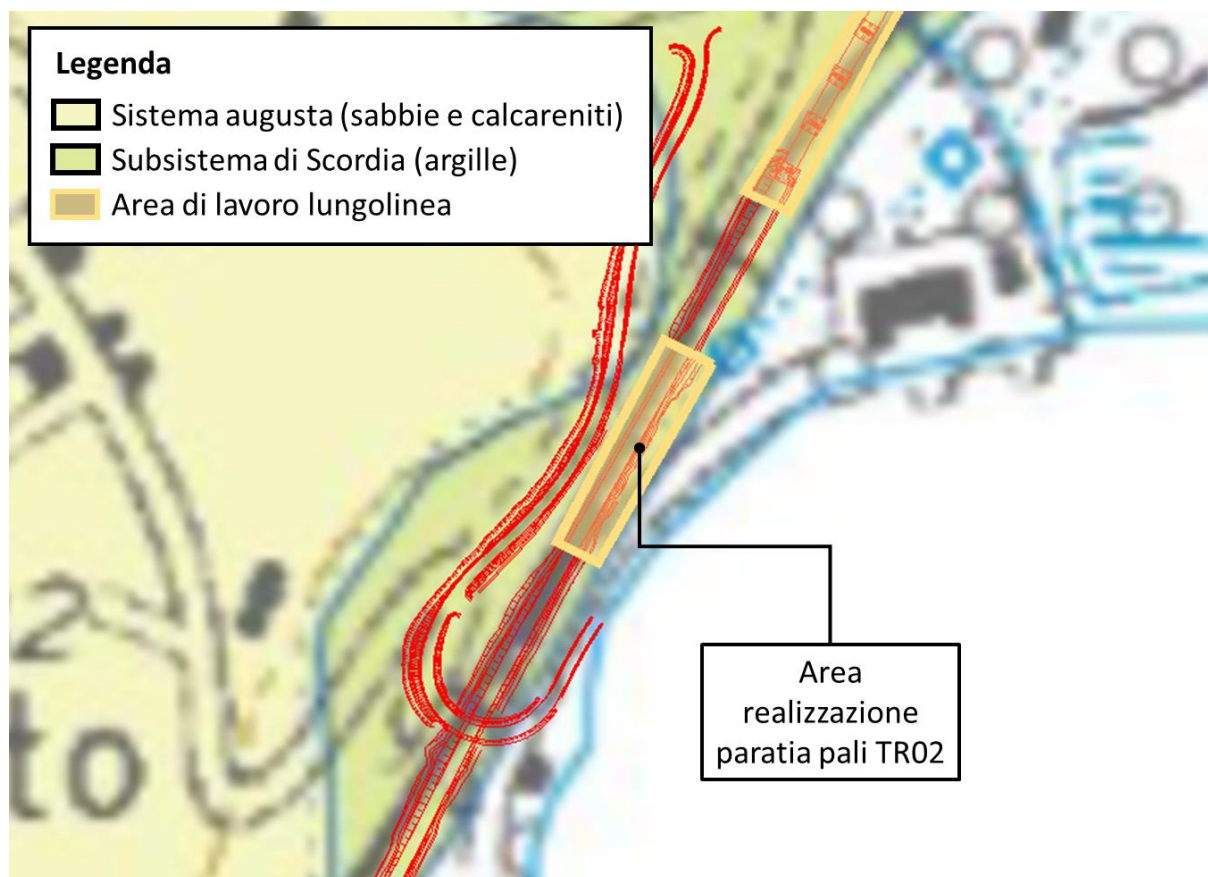 Legenda
Sistema augusta (sabbie e calcareniti)
Subsistema di Scordia (argille)
Area di lavoro lungolinea
2
to
Area
realizzazione
paratia pali TR02